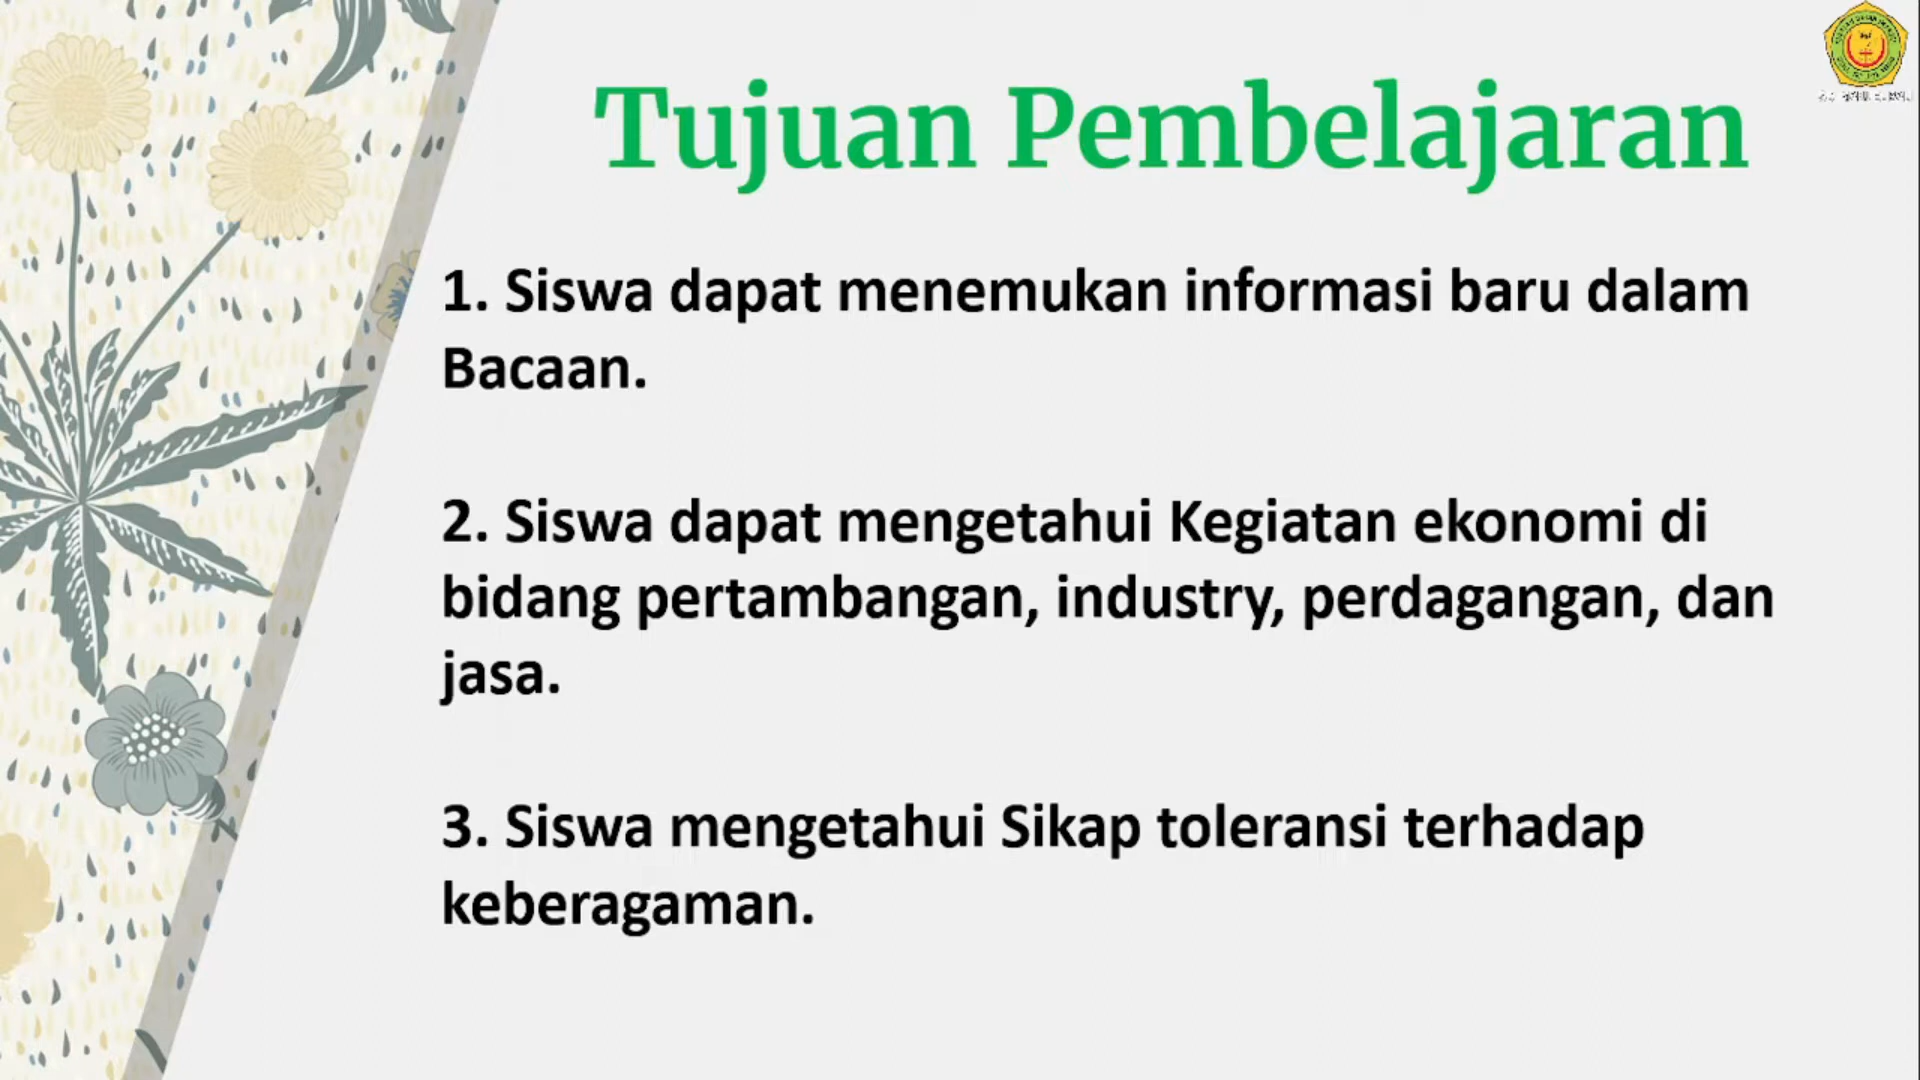 Tujuan Pembelajaran
1. Siswa dapat menemukan informasi baru dalam
Bacaan.
2. Siswa dapat mengetahui Kegiatan ekonomi di
bidang pertambangan, industry, perdagangan, dan
jasa.
3. Siswa mengetahui Sikap toleransi terhadap
keberagaman.